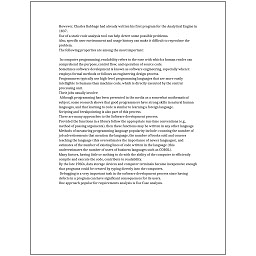 However, Charles Babbage had already written his first program for the Analytical Engine in
1837.
Use of a static code analysis tool can help detect some possible problems.
Also, specific user environment and usage history can make it difficult to reproduce the
problem.
The following properties are among the most important:
In computer programming, readability refers to the ease with which a human reader can
comprehend the purpose, control flow, and operation of source code.
Sometimes software development is known as software engineering, especially when it
employs formal methods or follows an engineering design process.
Programmers typically use high-level programming languages that are more easily
intelligible to humans than machine code, which is directly executed by the central
processing unit.
Their jobs usually involve:
Although programming has been presented in the media as a somewhat mathematical
subject, some research shows that good programmers have strong skills in natural human
languages, and that learning to code is similar to learning a foreign language.
Scripting and breakpointing is also part of this process.
There are many approaches to the Software development process.
Provided the functions in a library follow the appropriate run-time conventions (e.g.,
method of passing arguments), then these functions may be written in any other language.
Methods of measuring programming language popularity include: counting the number of
job advertisements that mention the language, the number of books sold and courses
teaching the language (this overestimates the importance of newer languages), and
estimates of the number of existing lines of code written in the language (this
underestimates the number of users of business languages such as COBOL).
Many factors, having little or nothing to do with the ability of the computer to efficiently
compile and execute the code, contribute to readability.
By the late 1960s, data storage devices and computer terminals became inexpensive enough
that programs could be created by typing directly into the computers.
Debugging is a very important task in the software development process since having
defects in a program can have significant consequences for its users.
One approach popular for requirements analysis is Use Case analysis.